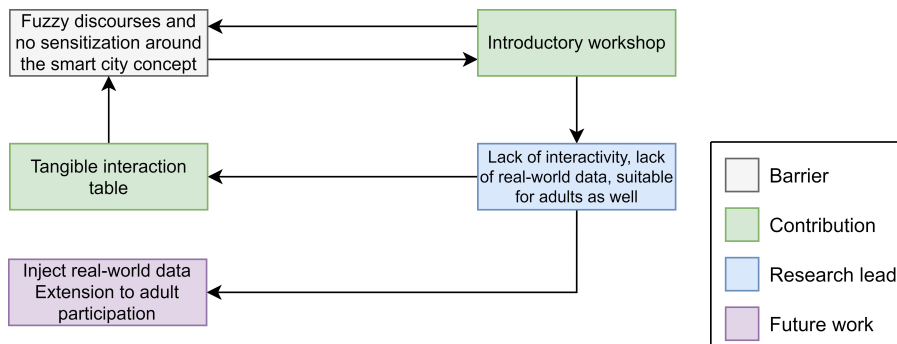 Fuzzy discourses and
no sensitization around
the smart city concept
Introductory workshop
Tangible interaction
table
Lack of interactivity, lack
of real-world data, suitable
for adults as well
Inject real-world data
Extension to adult
participation
Barrier
Contribution
Research lead
Future work